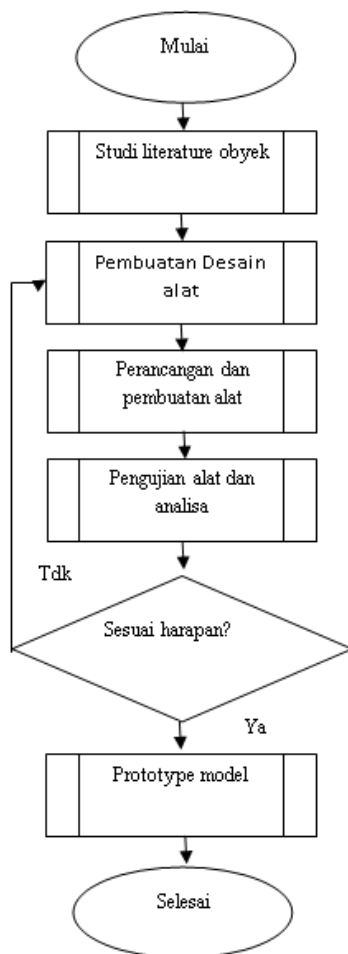 Mulai
Studi literature obyek
Pembuatan Desain
alat
Perancangan dan
pembuatan alat
Pengujian alat dan
analisa
Tdk
Sesuai harapan?
Ya
Prototype model
Selesai